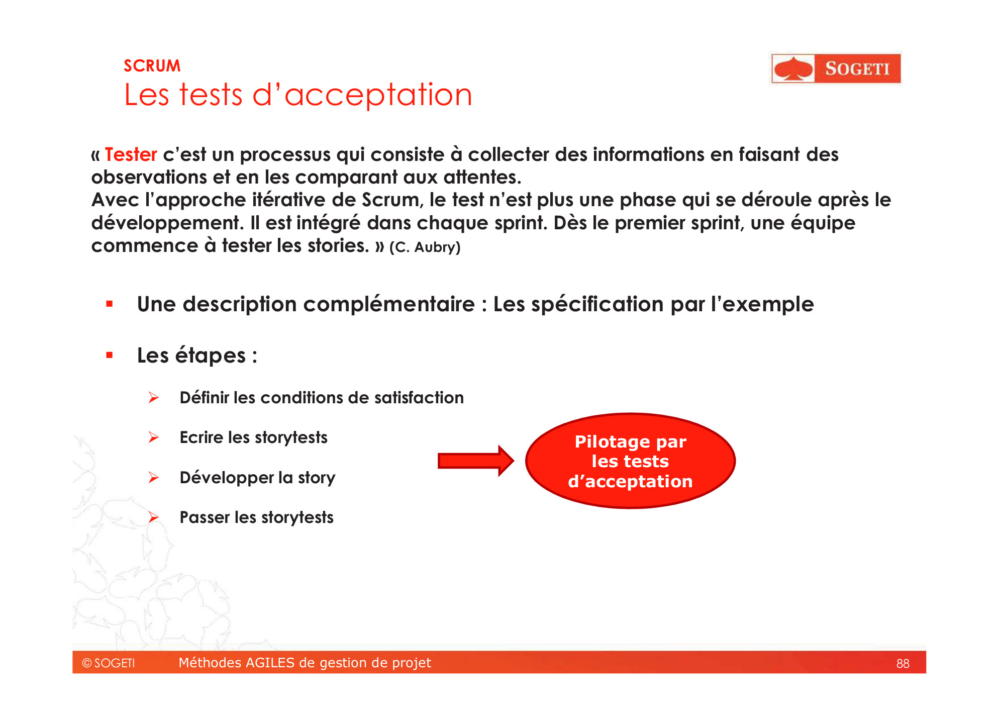 SCRUM
Les tests d’acceptation
SOGETI
« Tester c’est un processus qui consiste à collecter des informations en faisant des
observations et en les comparant aux attentes.
Avec l’approche itérative de Scrum, le test n’est plus une phase qui se déroule après le
développement. Il est intégré dans chaque sprint. Dès le premier sprint, une équipe
commence à tester les stories. » (C. Aubry)
▪ Une description complémentaire : Les spécification par l’exemple
▪ Les étapes :
➢ Définir les conditions de satisfaction
➢ Ecrire les storytests
➢ Développer la story
➢ Passer les storytests
Pilotage par
les tests
d’acceptation
© SOGETI Méthodes AGILES de gestion de projet 88